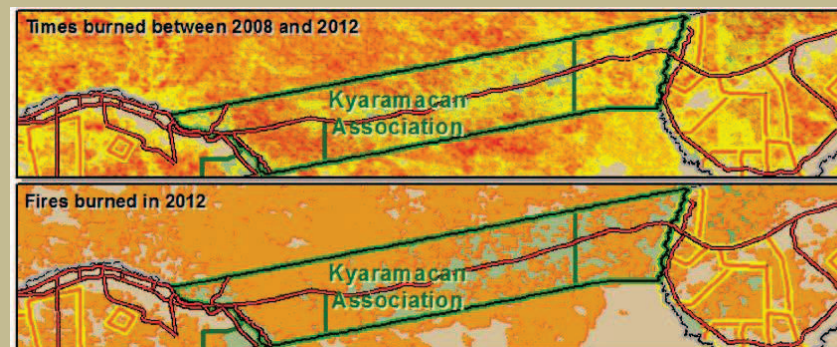 Times burned between 2008 and 2012
Kyaramacan
Association
Fires burned in 2012
Kyaramacan
Association